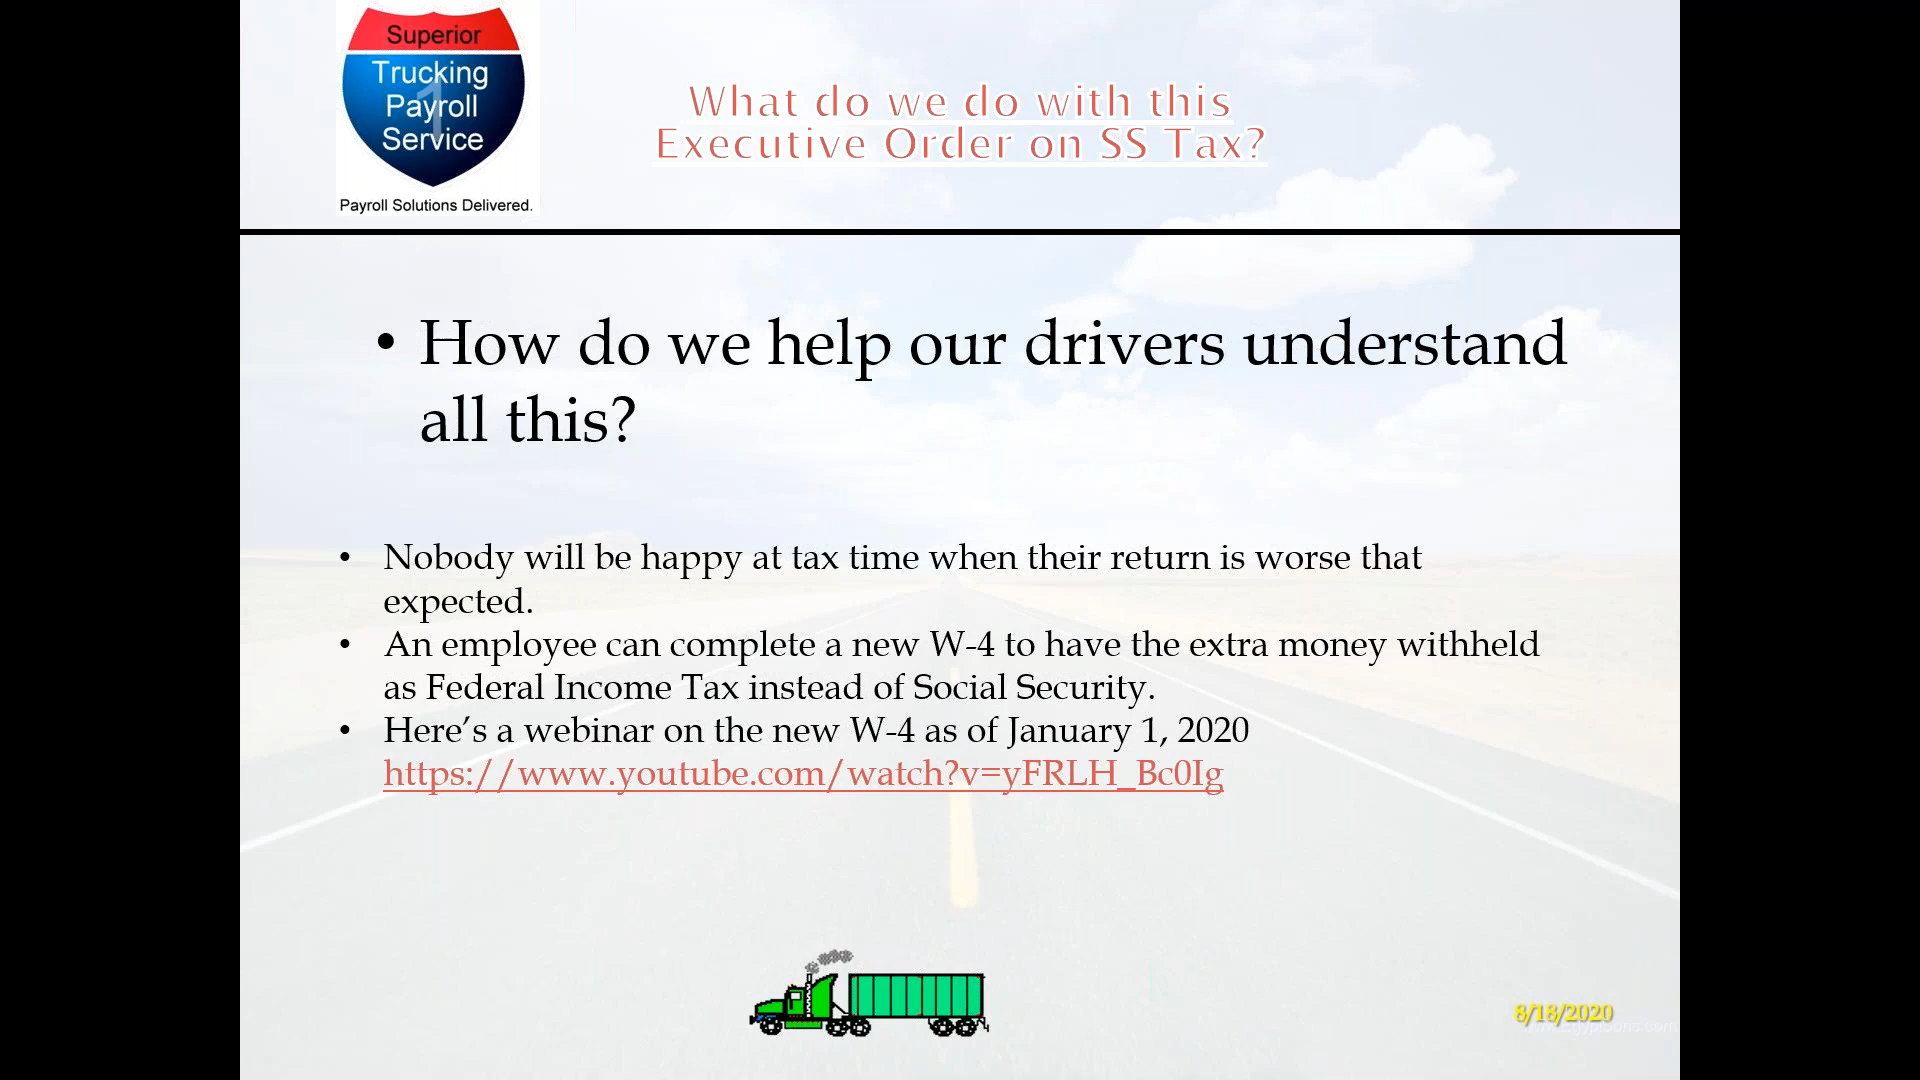 Superior
Trucking
Payroll
Service
1
Payroll Solutions Delivered.
What do we do with this
Executive Order on SS Tax?
• How do we help our drivers understand
all this?
• Nobody will be happy at tax time when their return is worse that
expected.
• An employee can complete a new W-4 to have the extra money withheld
as Federal Income Tax instead of Social Security.
• Here’s a webinar on the new W-4 as of January 1, 2020
https://www.youtube.com/watch?v=yFRLH_Bc0Ig
8/18/2020